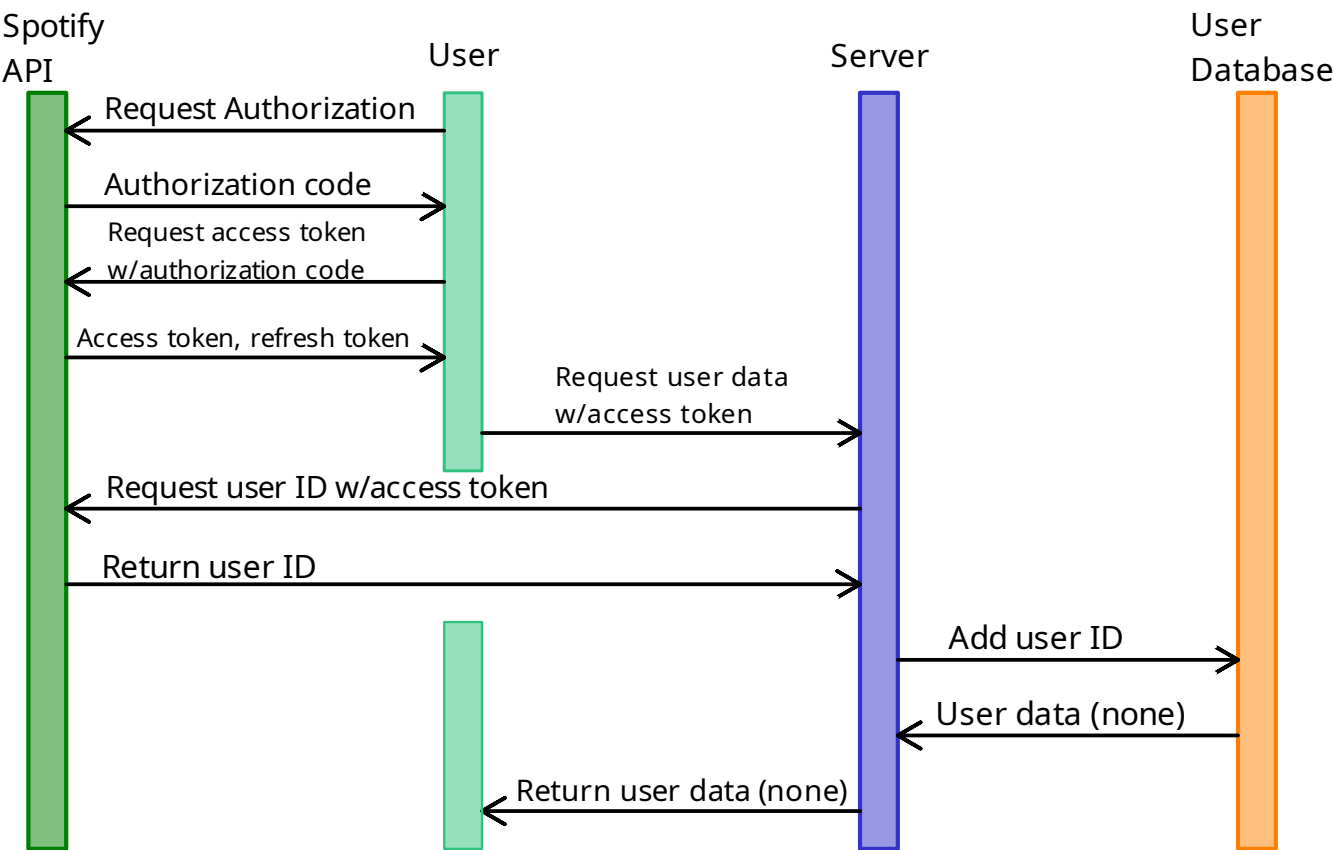 Spotify
API
User
Server
User
Database
Request Authorization
Authorization code
Request access token
w/authorization code
Access token, refresh token
Request user data
w/access token
Request user ID w/access token
Return user ID
Add user ID
User data (none)
Return user data (none)